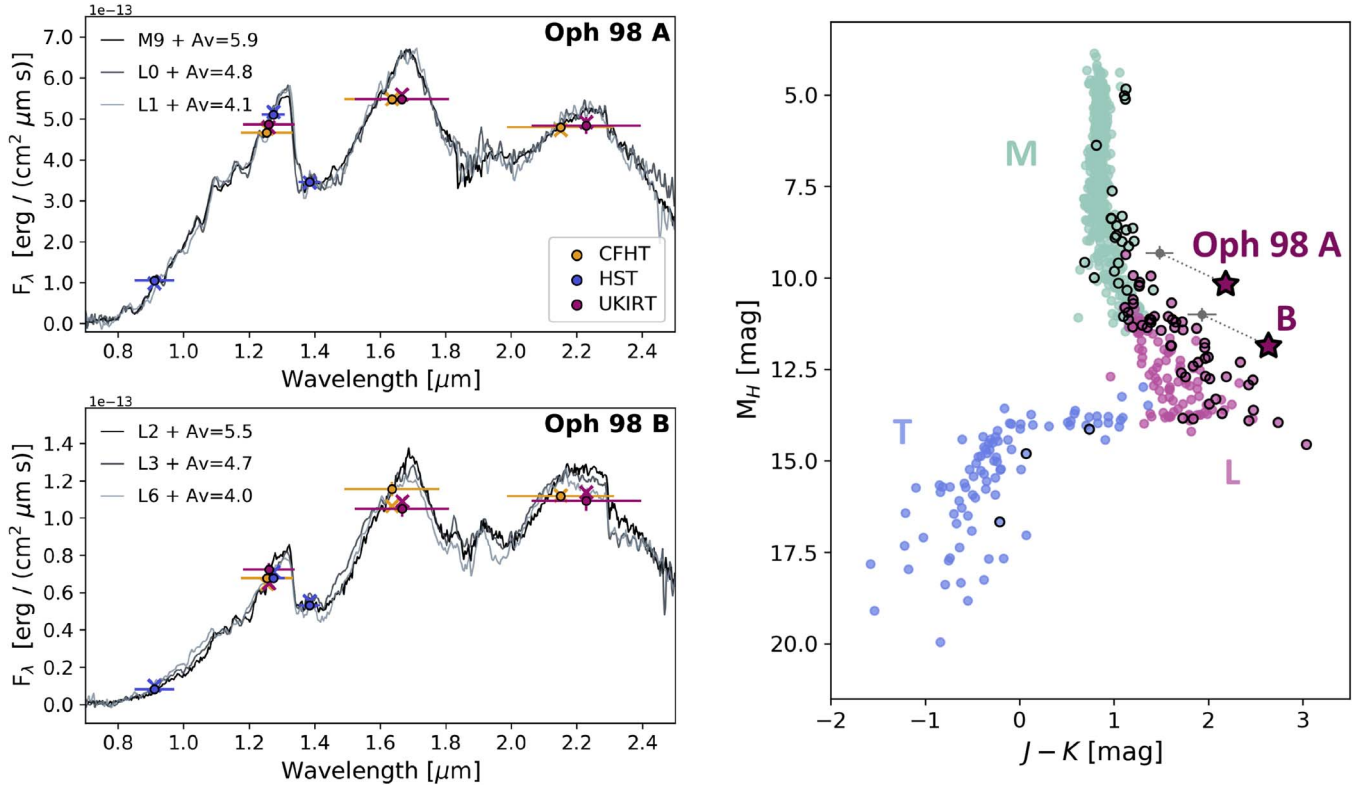 1e−13
Oph 98 A
M9 + Av=5.9
L0 + Av=4.8
L1 + Av=4.1
7.0
6.0
5.0
4.0
3.0
2.0
1.0
0.0
Fλ [erg / (cm² μm s)]
CFHT
HST
UKIRT
0.8 1.0 1.2 1.4 1.6 1.8 2.0 2.2 2.4
Wavelength [μm]
1e−13
Oph 98 B
L2 + Av=5.5
L3 + Av=4.7
L6 + Av=4.0
1.4
1.2
1.0
0.8
0.6
0.4
0.2
0.0
Fλ [erg / (cm² μm s)]
0.8 1.0 1.2 1.4 1.6 1.8 2.0 2.2 2.4
Wavelength [μm]
5.0
7.5
10.0
12.5
15.0
17.5
20.0
M_H [mag]
M
Oph 98 A
B
T
L
−2 −1 0 1 2 3
J − K [mag]